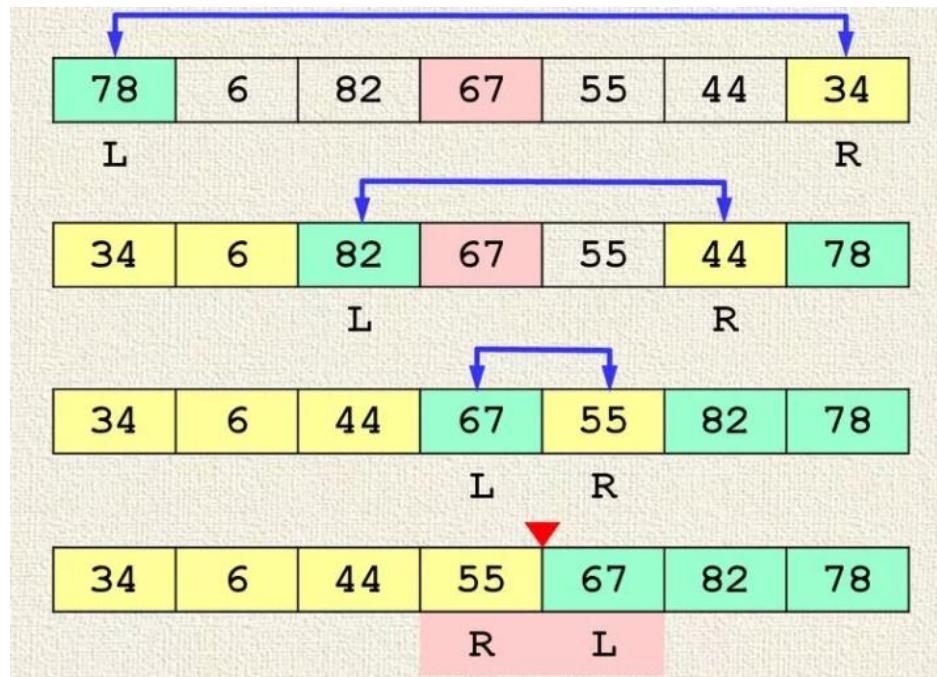 78 6 82 67 55 44 34
L R
34 6 82 67 55 44 78
L R
34 6 44 67 55 82 78
L R
34 6 44 55 67 82 78
R L